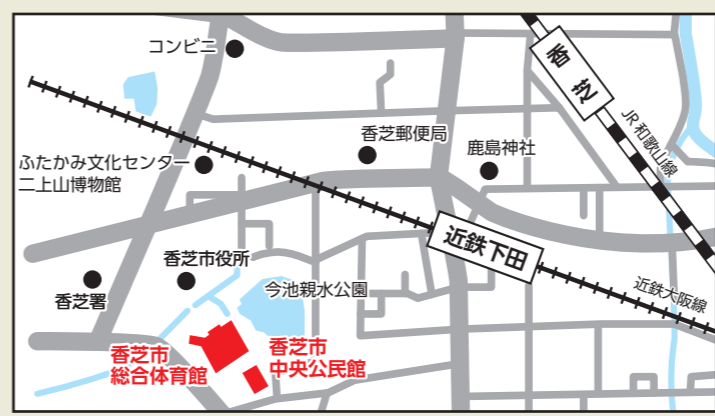 コンビニ
香芝
JR 和歌山線
香芝郵便局
鹿島神社
ふたかみ文化センター
二上山博物館
近鉄下田
香芝市役所
今池親水公園
香芝署
近鉄大阪線
香芝市
総合体育館
香芝市
中央公民館